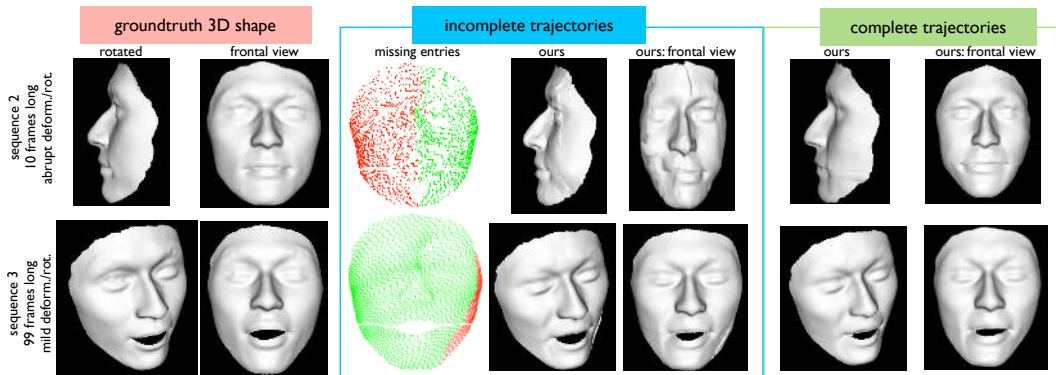 groundtruth 3D shape
incomplete trajectories
complete trajectories
rotated
frontal view
missing entries
ours
ours: frontal view
ours
ours: frontal view
sequence 2
10 frames long
abrupt deform./rot.
sequence 3
99 frames long
mild deform./rot.